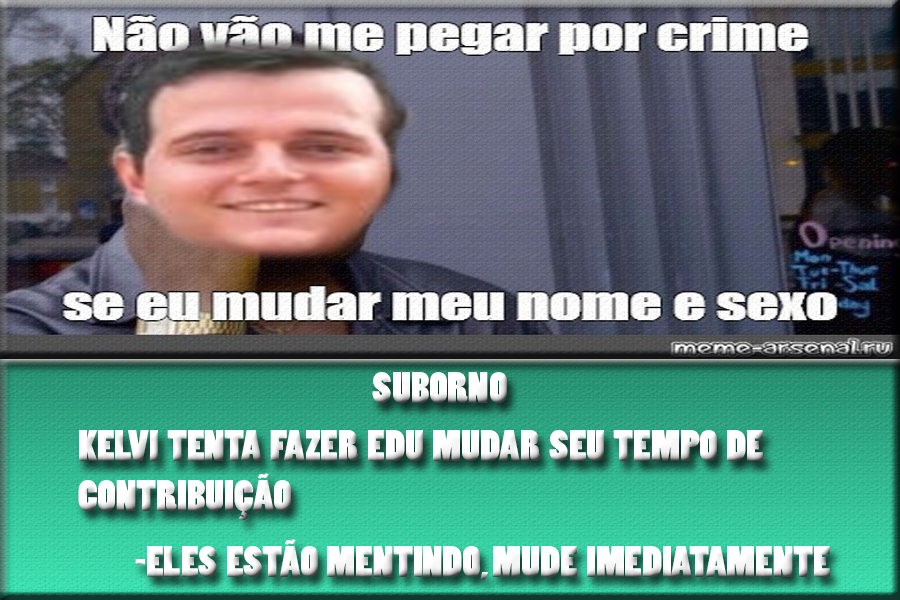 Não vão me pegar por crime
se eu mudar meu nome e sexo
Opening
Mon
Tue-Thur
Fri-Sat
meme-arsenal.ru
SUBORNO
KELVI TENTA FAZER EDU MUDAR SEU TEMPO DE
CONTRIBUIÇÃO
-ELES ESTÃO MENTINDO, MUDE IMEDIATAMENTE